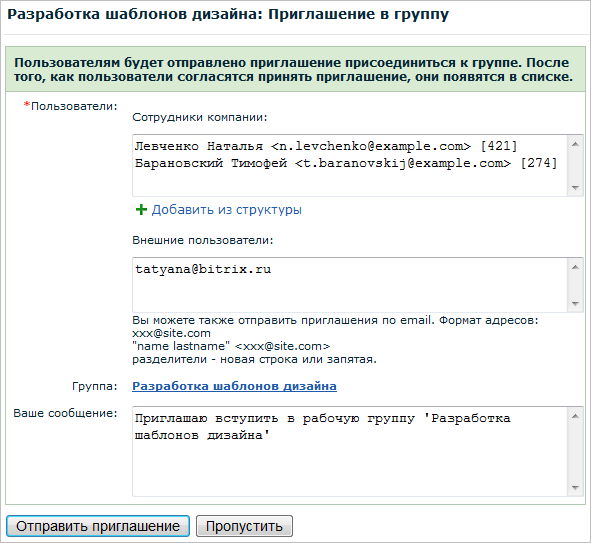 Разработка шаблонов дизайна: Приглашение в группу
Пользователям будет отправлено приглашение присоединиться к группе. После
того, как пользователи согласятся принять приглашение, они появятся в списке.
*Пользователи:
Сотрудники компании:
Левченко Наталья <n.levchenko@example.com> [421]
Барановский Тимофей <t.baranovskij@example.com> [274]
Добавить из структуры
Внешние пользователи:
tatyana@bitrix.ru
Вы можете также отправить приглашения по email. Формат адресов:
xxx@site.com
"name lastname" <xxx@site.com>
разделители - новая строка или запятая.
Группа: Разработка шаблонов дизайна
Ваше сообщение: Приглашаю вступить в рабочую группу 'Разработка
шаблонов дизайна'
Отправить приглашение Пропустить